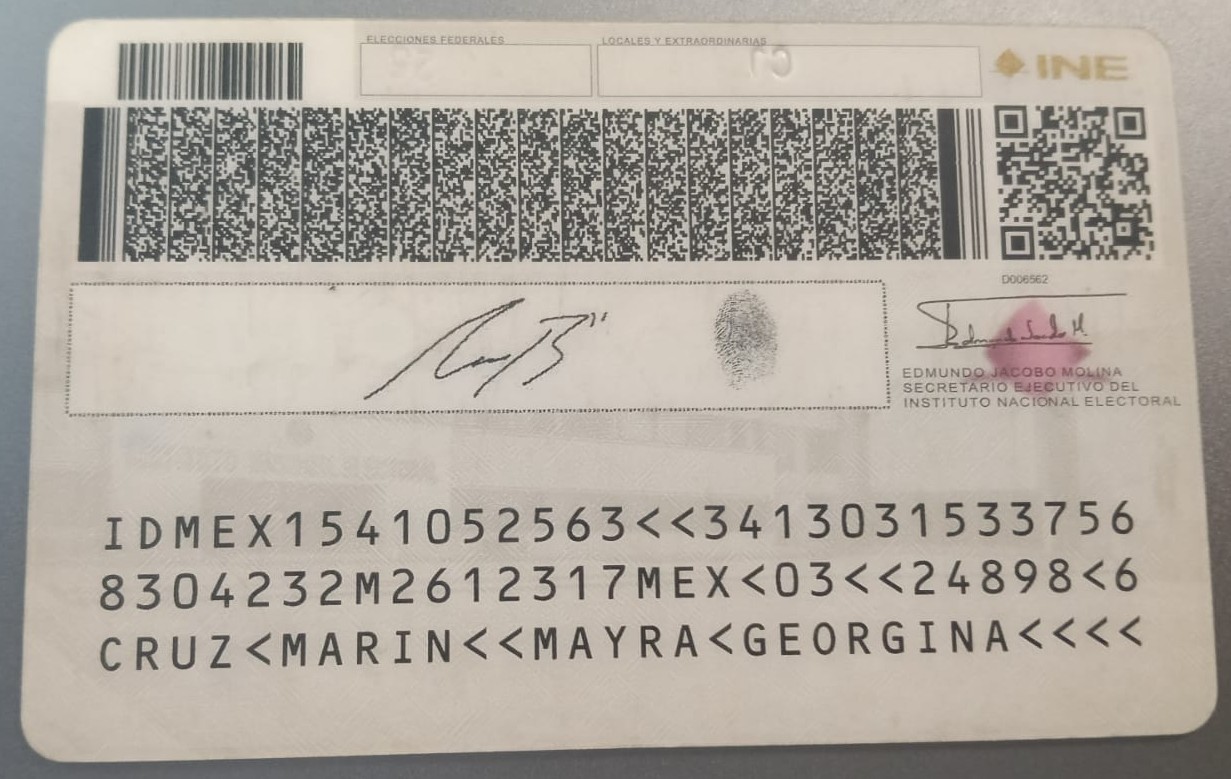 ELECCIONES FEDERALES
LOCALES Y EXTRAORDINARIAS
INE
D006562
EDMUNDO JACOBO MOLINA
SECRETARIO EJECUTIVO DEL
INSTITUTO NACIONAL ELECTORAL
IDMEX1541052563<<3413031533756
8304232M2612317MEX<03<<24898<6
CRUZ<MARIN<<MAYRA<GEORGINA<<<<